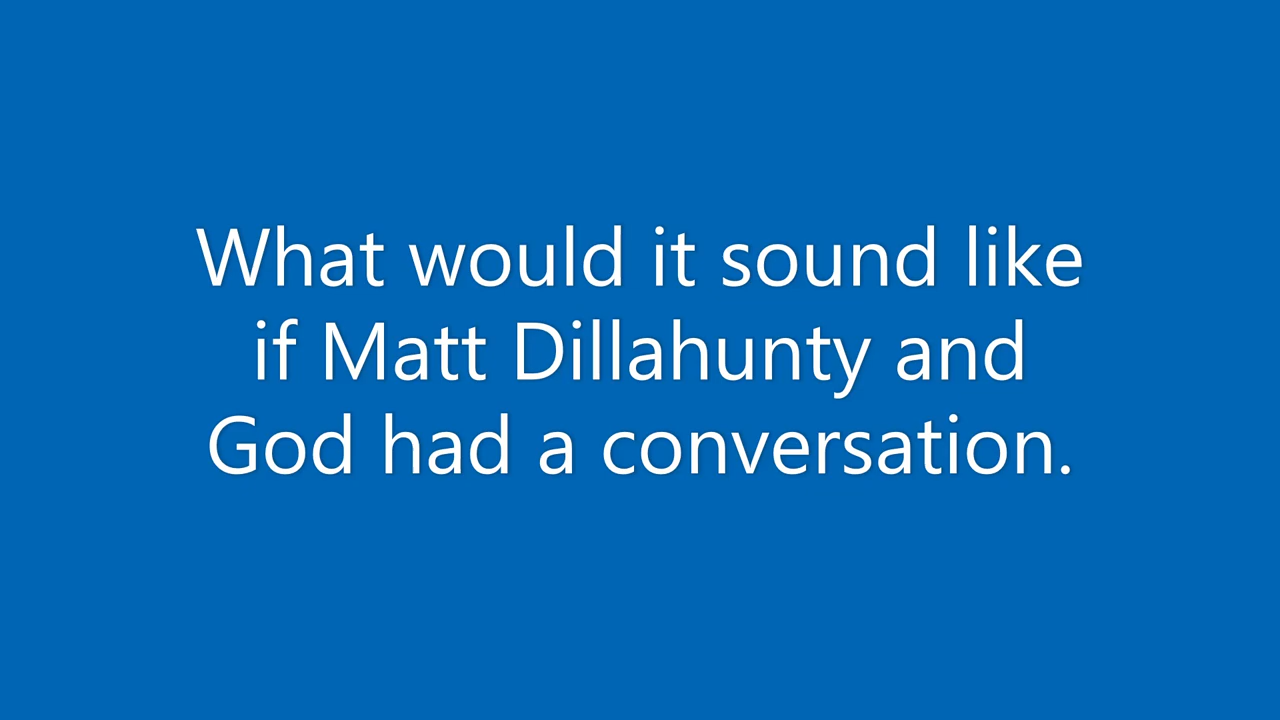 What would it sound like
if Matt Dillahunty and
God had a conversation.